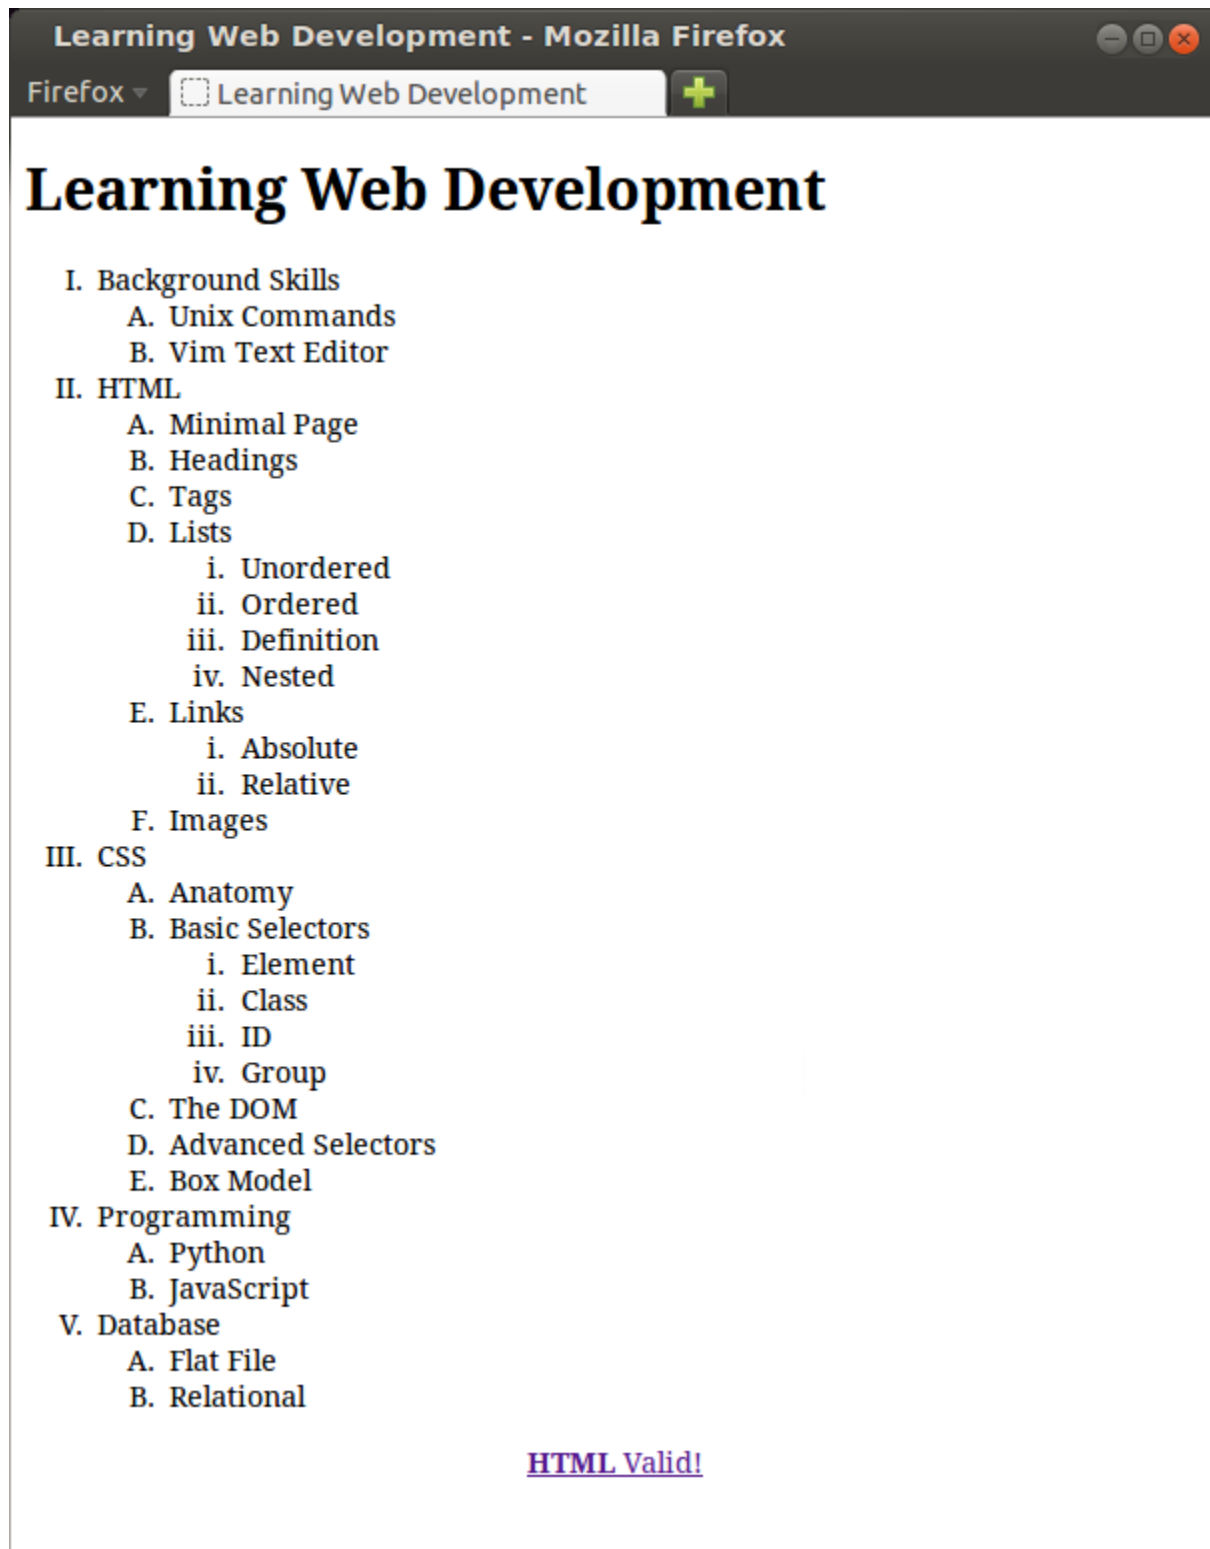 Learning Web Development - Mozilla Firefox
Firefox Learning Web Development
Learning Web Development
I. Background Skills
A. Unix Commands
B. Vim Text Editor
II. HTML
A. Minimal Page
B. Headings
C. Tags
D. Lists
i. Unordered
ii. Ordered
iii. Definition
iv. Nested
E. Links
i. Absolute
ii. Relative
F. Images
III. CSS
A. Anatomy
B. Basic Selectors
i. Element
ii. Class
iii. ID
iv. Group
C. The DOM
D. Advanced Selectors
E. Box Model
IV. Programming
A. Python
B. JavaScript
V. Database
A. Flat File
B. Relational
HTML Valid!